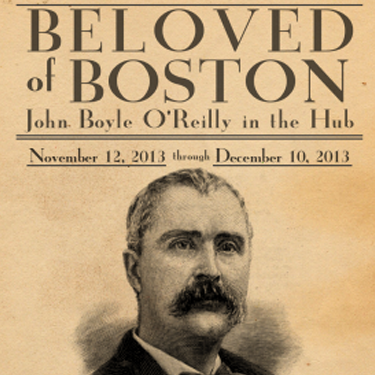 BELOVED
of BOSTON
John Boyle O'Reilly in the Hub
November 12, 2013 through December 10, 2013